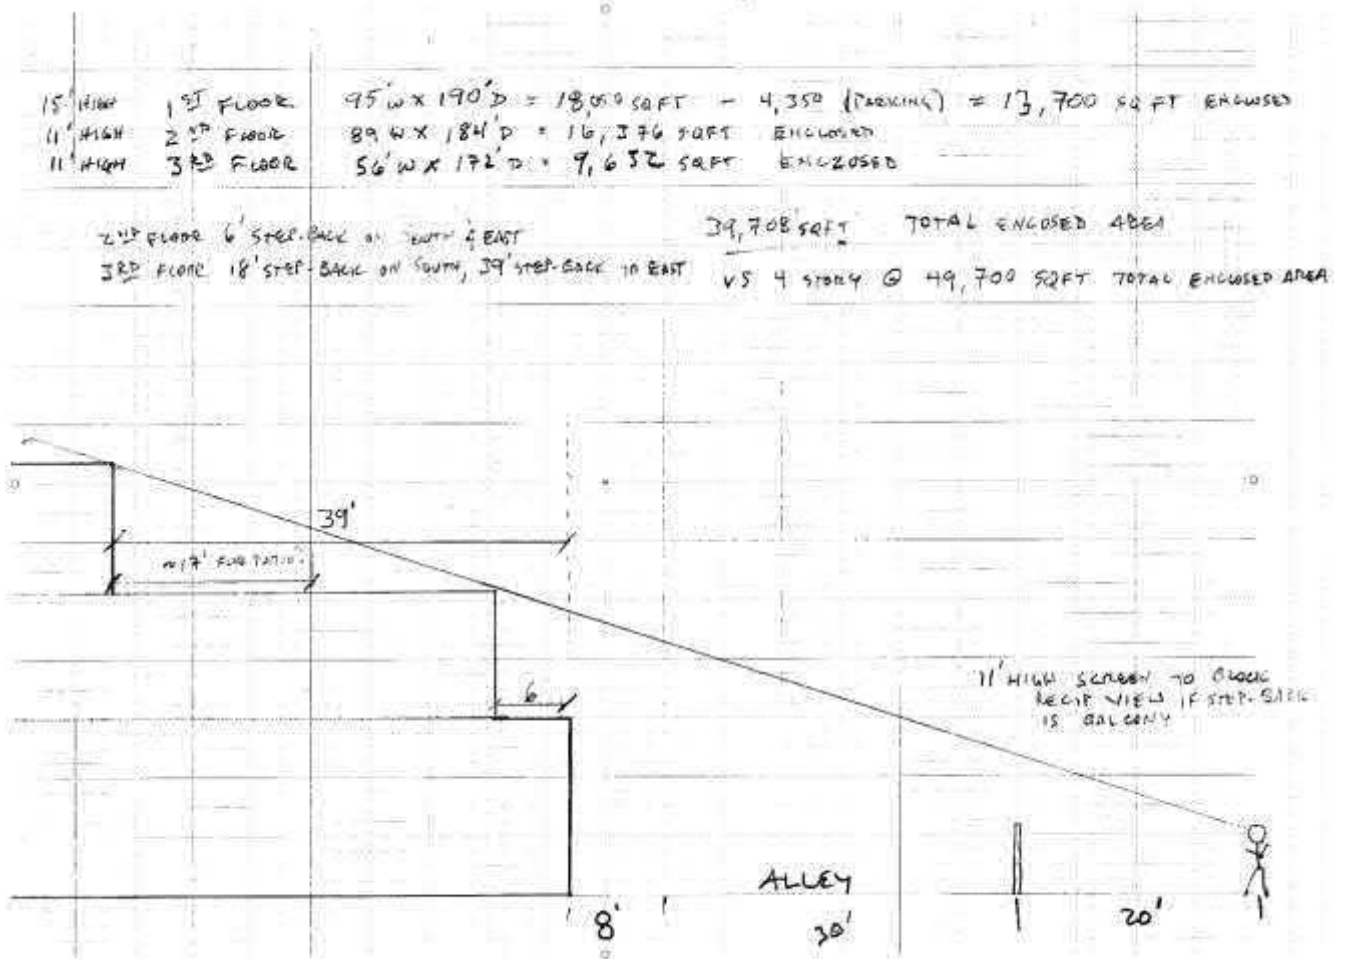 15' HIGH 1ST FLOOR 95' W X 190' D = 18,050 SQFT - 4,350 (PARKING) = 13,700 SQ FT ENCLOSED
11' HIGH 2ND FLOOR 89 W X 184' D = 16,376 SQFT ENCLOSED
11' HIGH 3RD FLOOR 56' W X 172' D = 9,632 SQFT ENCLOSED
39,708 SQFT TOTAL ENCLOSED AREA
2ND FLOOR 6' STEP-BACK ON SOUTH & EAST
3RD FLOOR 18' STEP-BACK ON SOUTH, 39' STEP-BACK TO EAST
VS 4 STORY @ 49,700 SQFT TOTAL ENCLOSED AREA
39'
~17' FOR PATIO
6
11' HIGH SCREEN TO BLOCK
RECIP VIEW IF STEP-BACK
IS BALCONY
ALLEY
8'
30'
20'